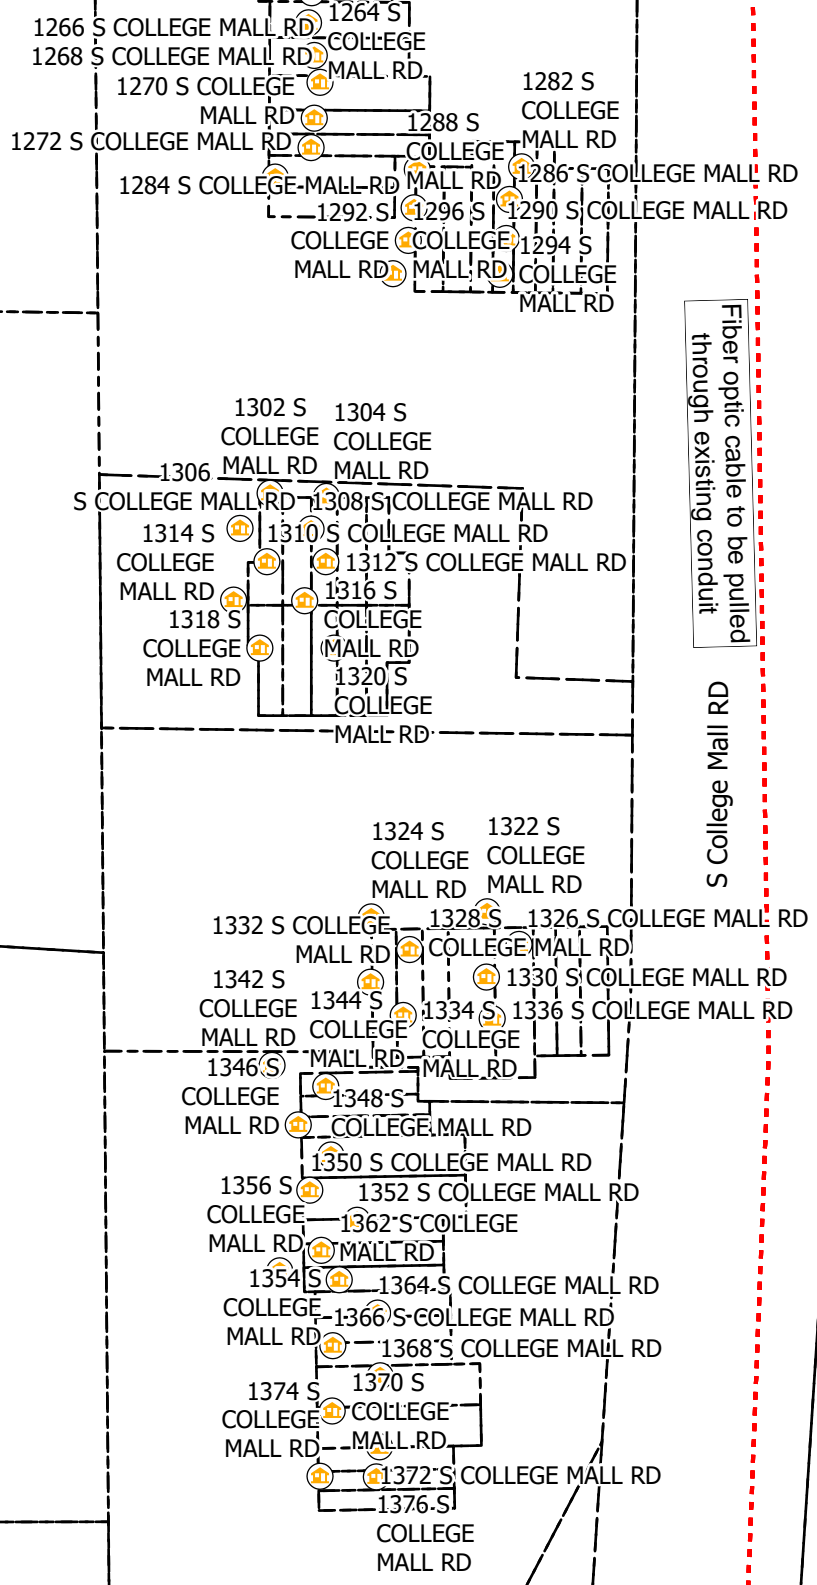 1264 S
COLLEGE
MALL RD
1266 S COLLEGE MALL RD
1268 S COLLEGE MALL RD
1270 S COLLEGE
MALL RD
1272 S COLLEGE MALL RD
1282 S
COLLEGE
MALL RD
1288 S
COLLEGE
MALL RD
1284 S COLLEGE MALL RD
1286 S COLLEGE MALL RD
1292 S
COLLEGE
MALL RD
1296 S
COLLEGE
MALL RD
1290 S COLLEGE MALL RD
1294 S
COLLEGE
MALL RD
Fiber optic cable to be pulled
through existing conduit
1302 S
COLLEGE
MALL RD
1304 S
COLLEGE
MALL RD
1306
S COLLEGE MALL RD
1308 S COLLEGE MALL RD
1314 S
COLLEGE
MALL RD
1310 S COLLEGE MALL RD
1312 S COLLEGE MALL RD
1316 S
COLLEGE
MALL RD
1318 S
COLLEGE
MALL RD
1320 S
COLLEGE
MALL RD
S College Mall RD
1324 S
COLLEGE
MALL RD
1322 S
COLLEGE
MALL RD
1332 S COLLEGE
MALL RD
1328 S
COLLEGE MALL RD
1326 S COLLEGE MALL RD
1330 S COLLEGE MALL RD
1342 S
COLLEGE
MALL RD
1344 S
COLLEGE
MALL RD
1334 S
COLLEGE
MALL RD
1336 S COLLEGE MALL RD
1346 S
COLLEGE
MALL RD
1348 S
COLLEGE MALL RD
1350 S COLLEGE MALL RD
1356 S
COLLEGE
MALL RD
1352 S COLLEGE MALL RD
1362 S COLLEGE
MALL RD
1354 S
COLLEGE
MALL RD
1364 S COLLEGE MALL RD
1366 S COLLEGE MALL RD
1368 S COLLEGE MALL RD
1374 S
COLLEGE
MALL RD
1370 S
COLLEGE
MALL RD
1372 S COLLEGE MALL RD
1376 S
COLLEGE
MALL RD